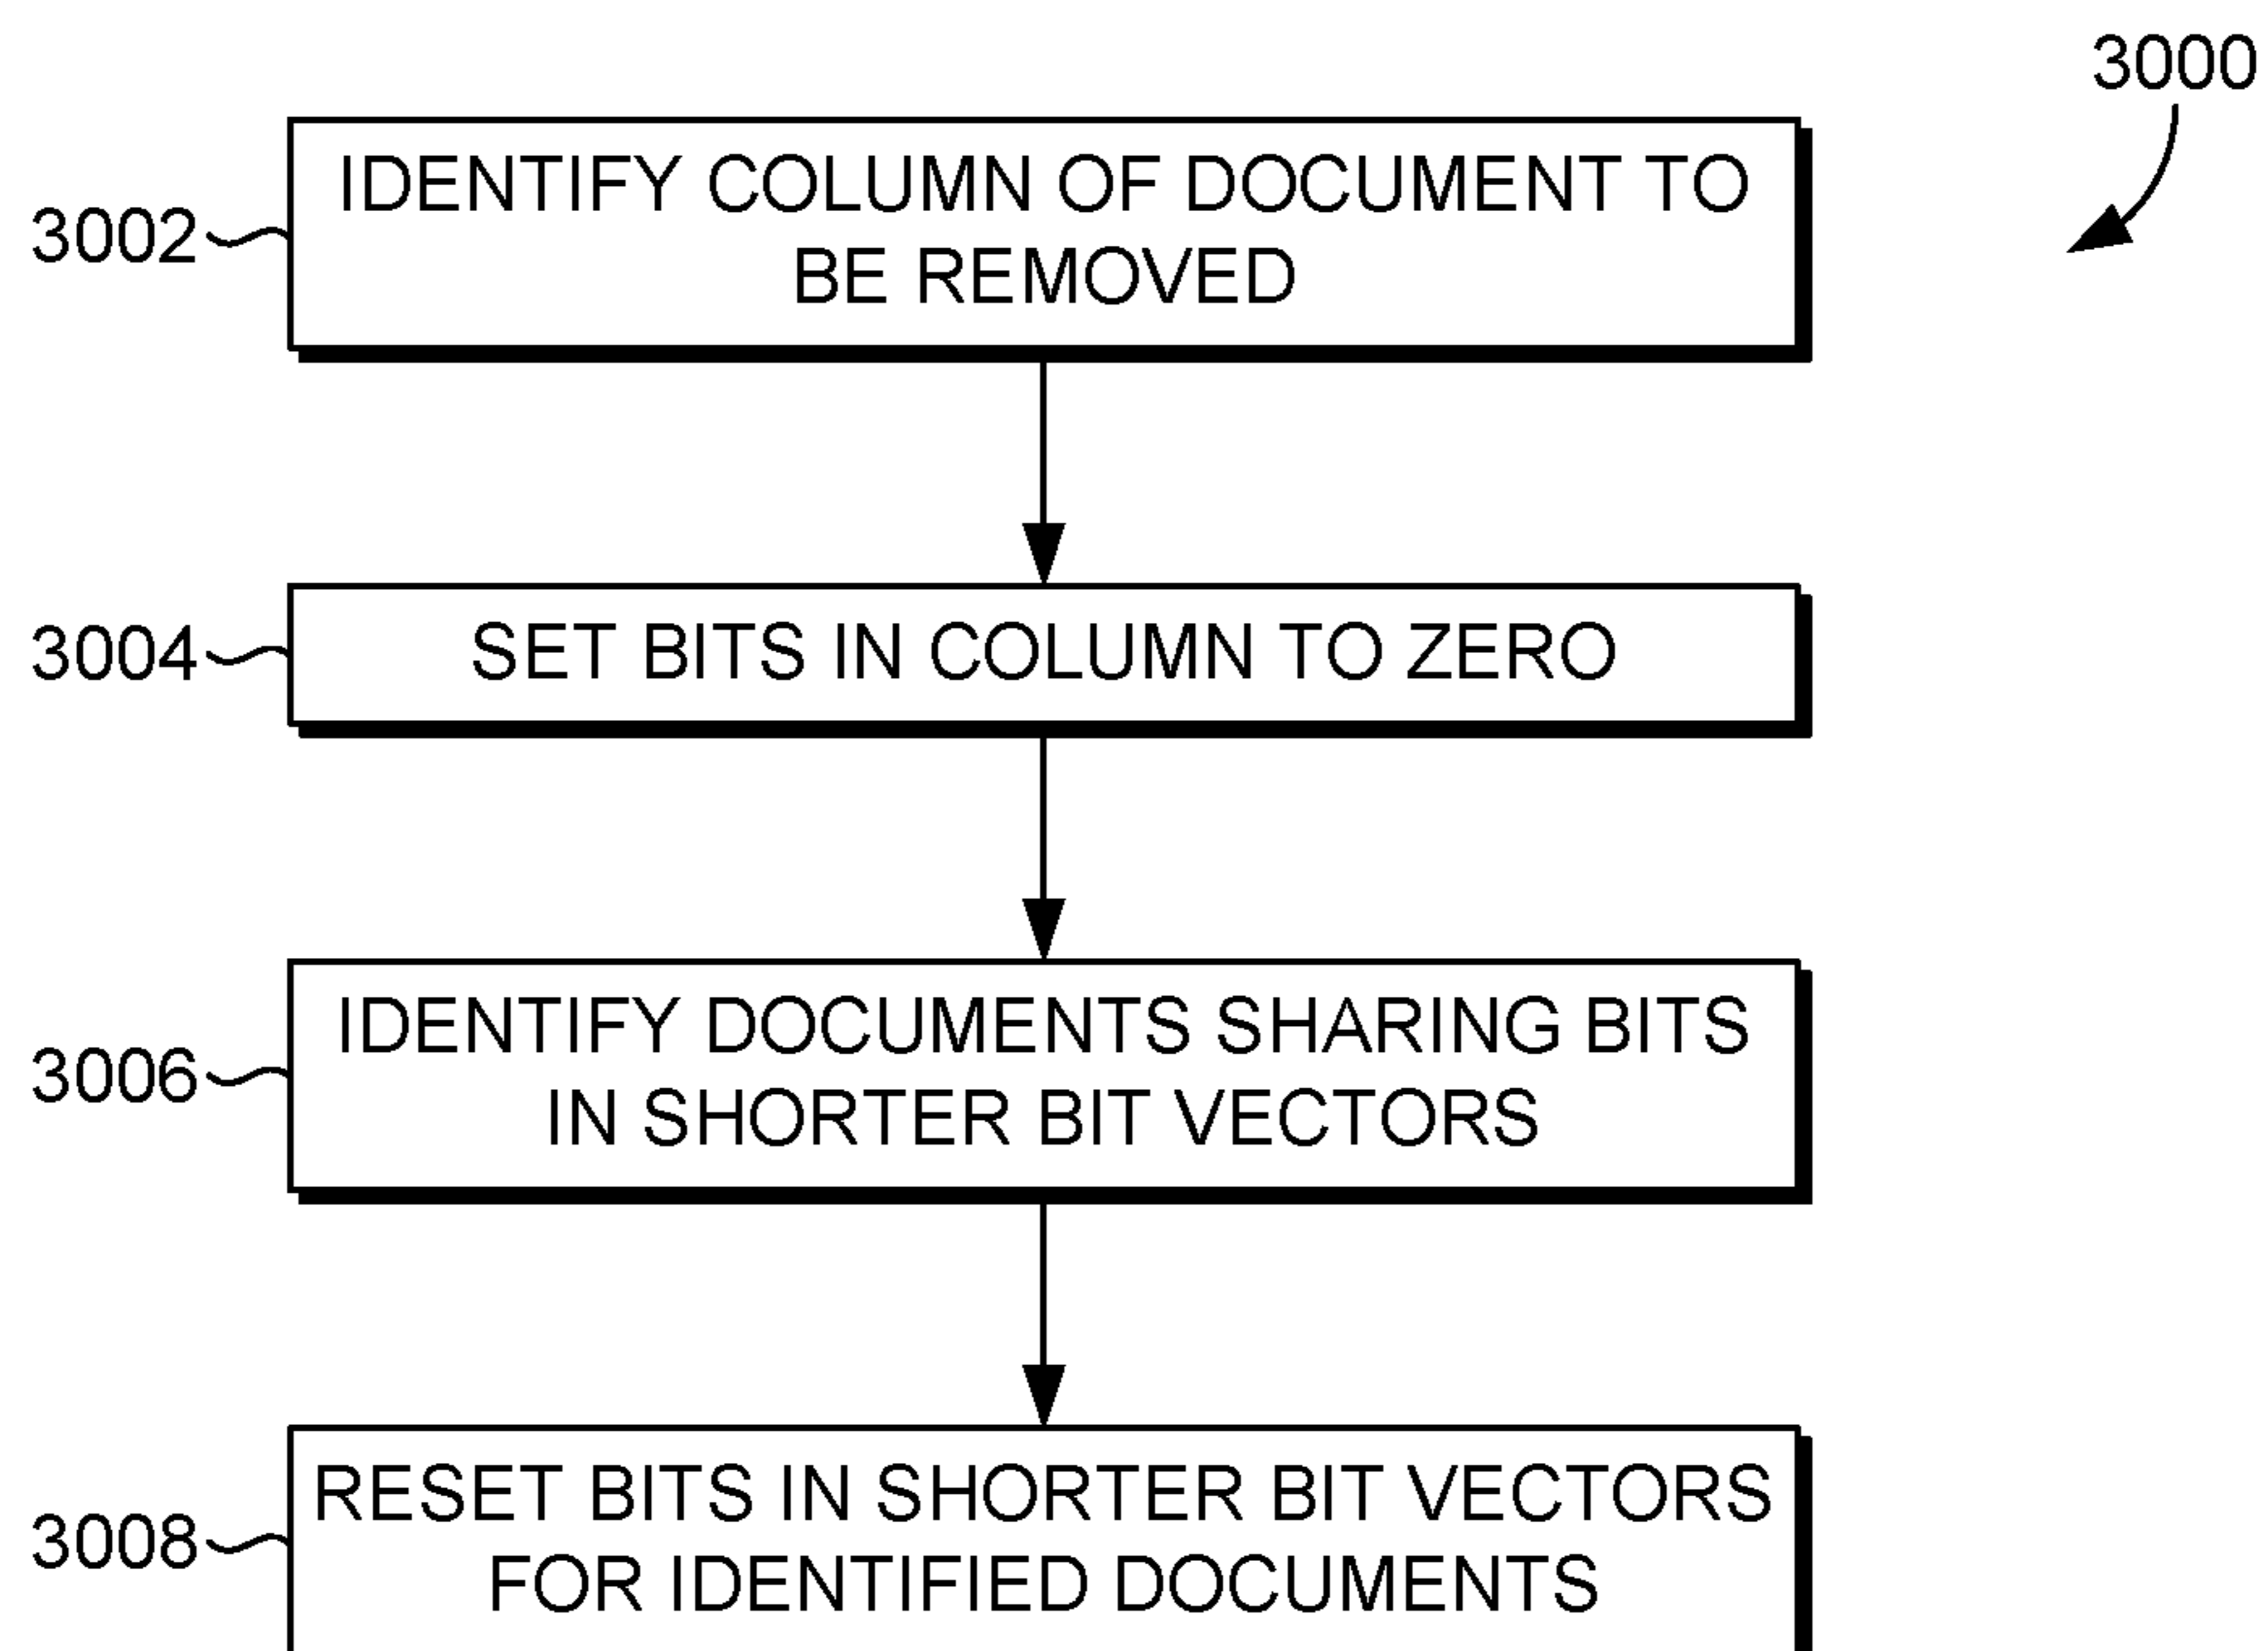 3000
3002
IDENTIFY COLUMN OF DOCUMENT TO
BE REMOVED
3004
SET BITS IN COLUMN TO ZERO
3006
IDENTIFY DOCUMENTS SHARING BITS
IN SHORTER BIT VECTORS
3008
RESET BITS IN SHORTER BIT VECTORS
FOR IDENTIFIED DOCUMENTS